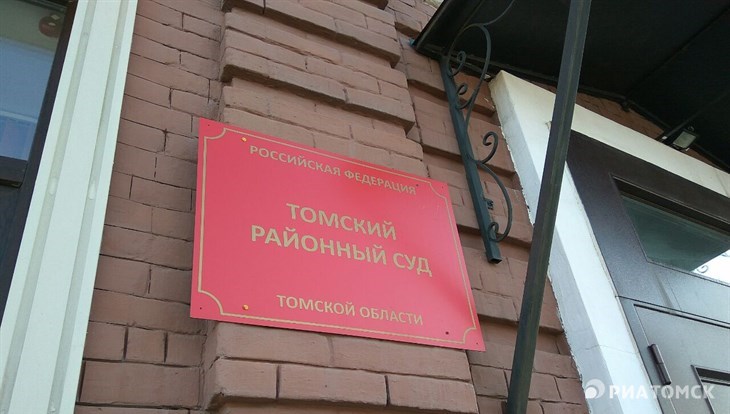 РОССИЙСКАЯ ФЕДЕРАЦИЯ
ТОМСКИЙ
РАЙОННЫЙ СУД
ТОМСКОЙ ОБЛАСТИ
РИАТОМСК